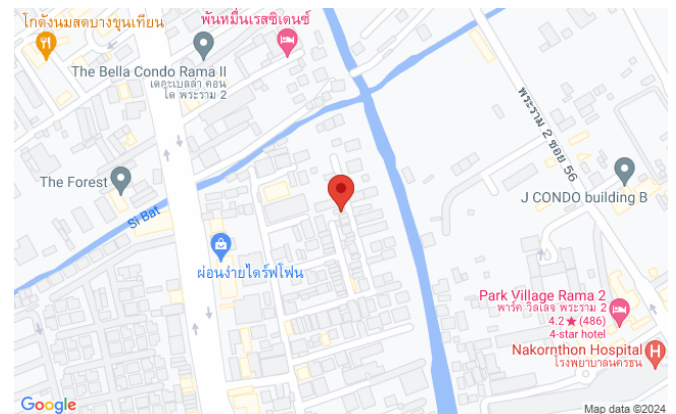 โกดังนมสดบางขุนเทียน
พันหมื่นเรสซิเดนซ์
The Bella Condo Rama II
เดอะเบลล่า คอน
โด พระราม 2
พระราม 2 ซอย 56
The Forest
J CONDO building B
Si Bat
ผ่อนง่ายไดร์ฟโฟน
Park Village Rama 2
พาร์ค วิลเลจ พระราม 2
4.2★(486)
4-star hotel
Nakornthon Hospital
โรงพยาบาลนครธน
Google
Map data ©2024